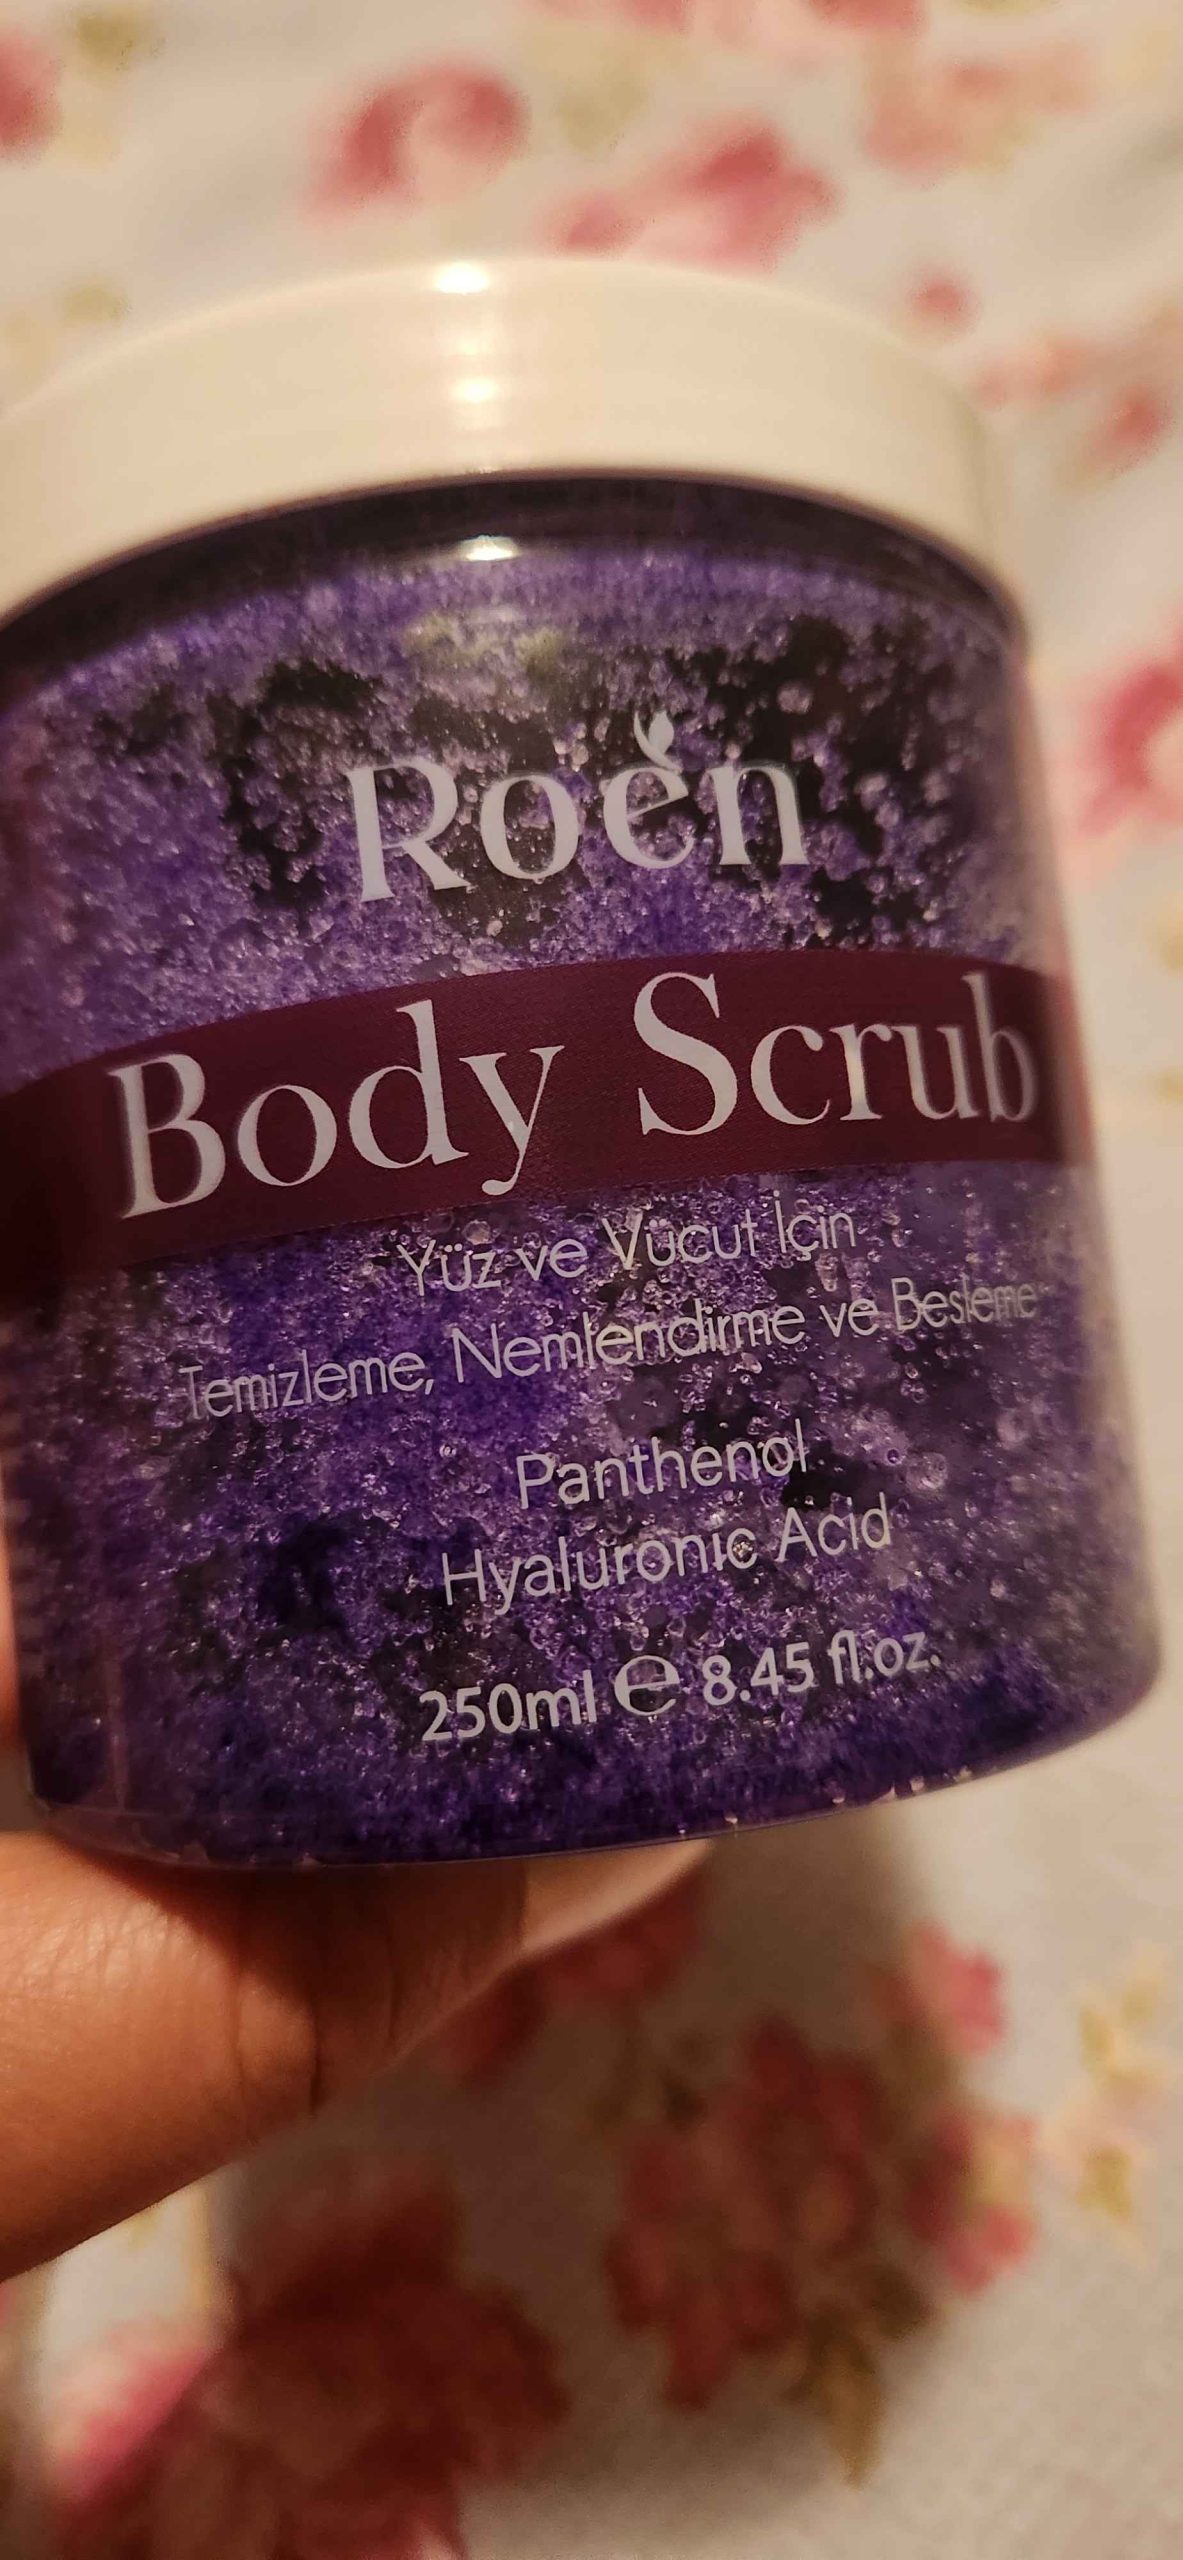 Roen
Body Scrub
Yüz ve Vücut İçin
Temizleme, Nemlendirme ve Besleme
Panthenol
Hyaluronic Acid
250ml ℮ 8.45 fl.oz.